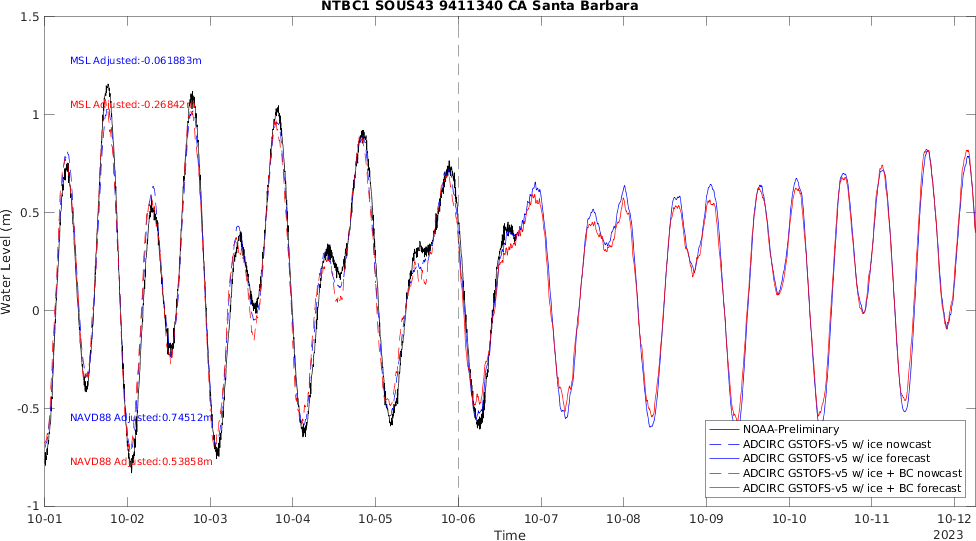 NTBC1 SOUS43 9411340 CA Santa Barbara
1.5
MSL Adjusted:-0.061883m
MSL Adjusted:-0.26842m
1
0.5
Water Level (m)
0
-0.5
NAVD88 Adjusted:0.74512m
NAVD88 Adjusted:0.53858m
-1
NOAA-Preliminary
ADCIRC GSTOFS-v5 w/ ice nowcast
ADCIRC GSTOFS-v5 w/ ice forecast
ADCIRC GSTOFS-v5 w/ ice + BC nowcast
ADCIRC GSTOFS-v5 w/ ice + BC forecast
10-01 10-02 10-03 10-04 10-05 10-06 10-07 10-08 10-09 10-10 10-11 10-12
Time
2023